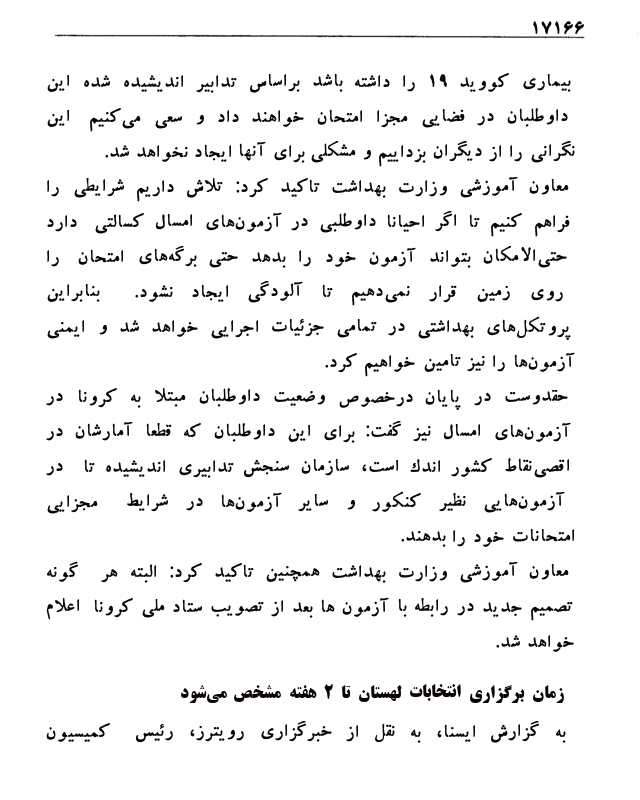 ۱۷۱۶۶
بیماری کووید ۱۹ را داشته باشد براساس تدابیر اندیشیده شده این
داوطلبان در فضایی مجزا امتحان خواهند داد و سعی می‌کنیم این
نگرانی را از دیگران بزداییم و مشکلی برای آنها ایجاد نخواهد شد.
معاون آموزشی وزارت بهداشت تاکید کرد: تلاش داریم شرایطی را
فراهم کنیم تا اگر احیانا داوطلبی در آزمون‌های امسال کسالتی دارد
حتی‌الامکان بتواند آزمون خود را بدهد حتی برگه‌های امتحان را
روی زمین قرار نمی‌دهیم تا آلودگی ایجاد نشود. بنابراین
پروتکل‌های بهداشتی در تمامی جزئیات اجرایی خواهد شد و ایمنی
آزمون‌ها را نیز تامین خواهیم کرد.
حقدوست در پایان درخصوص وضعیت داوطلبان مبتلا به کرونا در
آزمون‌های امسال نیز گفت: برای این داوطلبان که قطعا آمارشان در
اقصی‌نقاط کشور اندك است، سازمان سنجش تدابیری اندیشیده تا در
آزمون‌هایی نظیر کنکور و سایر آزمون‌ها در شرایط مجزایی
امتحانات خود را بدهند.
معاون آموزشی وزارت بهداشت همچنین تاکید کرد: البته هر گونه
تصمیم جدید در رابطه با آزمون ها بعد از تصویب ستاد ملی کرونا اعلام
خواهد شد.
زمان برگزاری انتخابات لهستان تا ۲ هفته مشخص می‌شود
به گزارش ایسنا، به نقل از خبرگزاری رویترز، رئیس کمیسیون